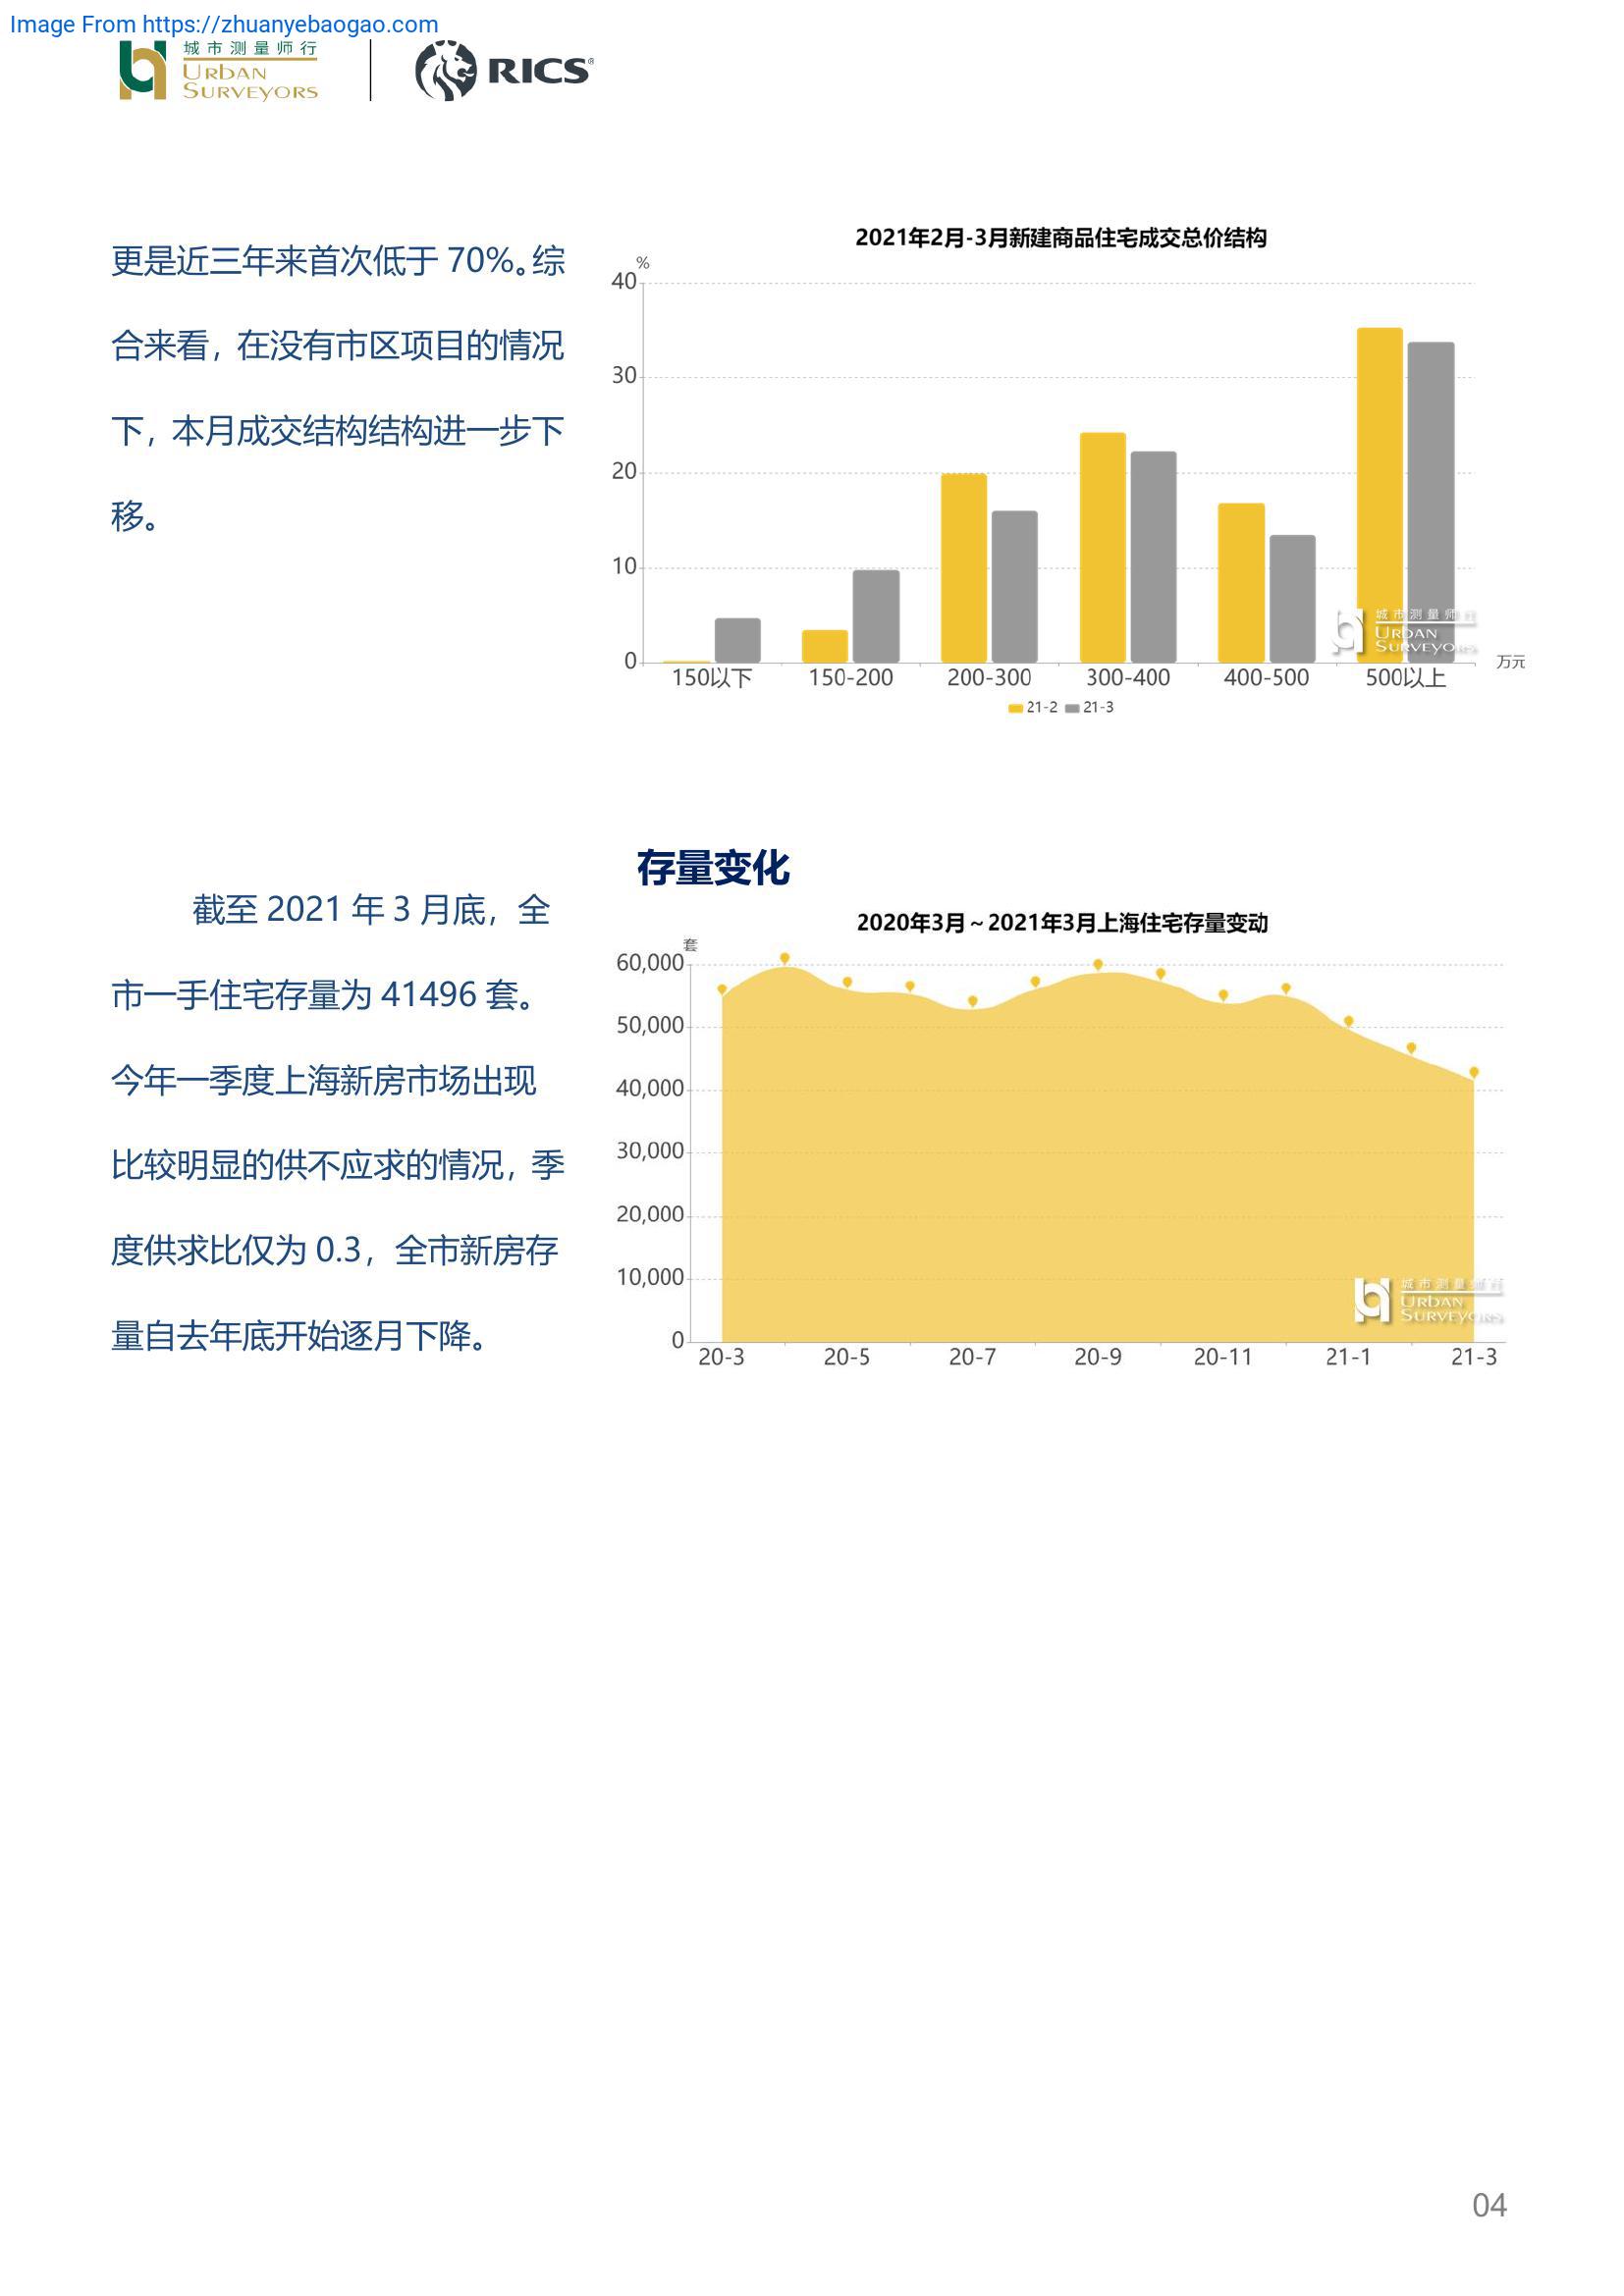 Image From https://zhuanyebaogao.com
城市测量师行
URBAN
SURVEYORS
RICS®
更是近三年来首次低于 70%。综
合来看，在没有市区项目的情况
下，本月成交结构结构进一步下
移。
2021年2月-3月新建商品住宅成交总价结构
%
40
30
20
10
0
150以下 150-200 200-300 300-400 400-500 500以上 万元
21-2 21-3
城市测量师行
URBAN
SURVEYORS
存量变化
截至 2021 年 3 月底，全
市一手住宅存量为 41496 套。
今年一季度上海新房市场出现
比较明显的供不应求的情况，季
度供求比仅为 0.3，全市新房存
量自去年底开始逐月下降。
2020年3月～2021年3月上海住宅存量变动
套
60,000
50,000
40,000
30,000
20,000
10,000
0
20-3 20-5 20-7 20-9 20-11 21-1 21-3
城市测量师行
URBAN
SURVEYORS
04